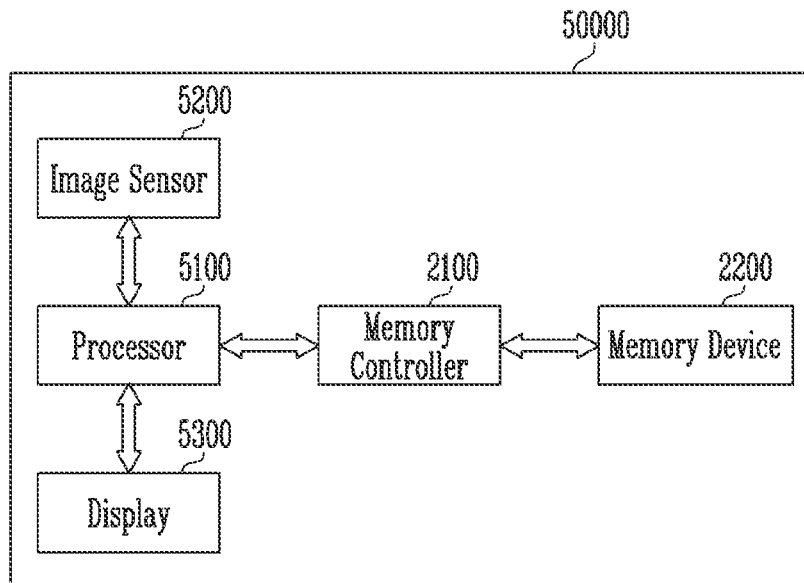 50000
5200
Image Sensor
5100
Processor
2100
Memory
Controller
2200
Memory Device
5300
Display